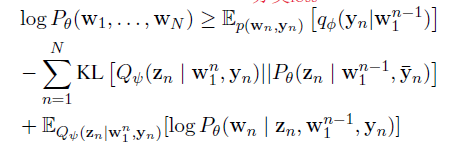 log P_θ(w_1, . . . , w_N) ≥ 𝔼_{p(w_n,y_n)} [q_ϕ(y_n|w_1^{n−1})]
− ∑_{n=1}^{N} KL [Q_ψ(z_n | w_1^n, y_n)||P_θ(z_n | w_1^{n−1}, ȳ_n)]
+ 𝔼_{Q_ψ(z_n|w_1^n,y_n)}[log P_θ(w_n | z_n, w_1^{n−1}, y_n)]